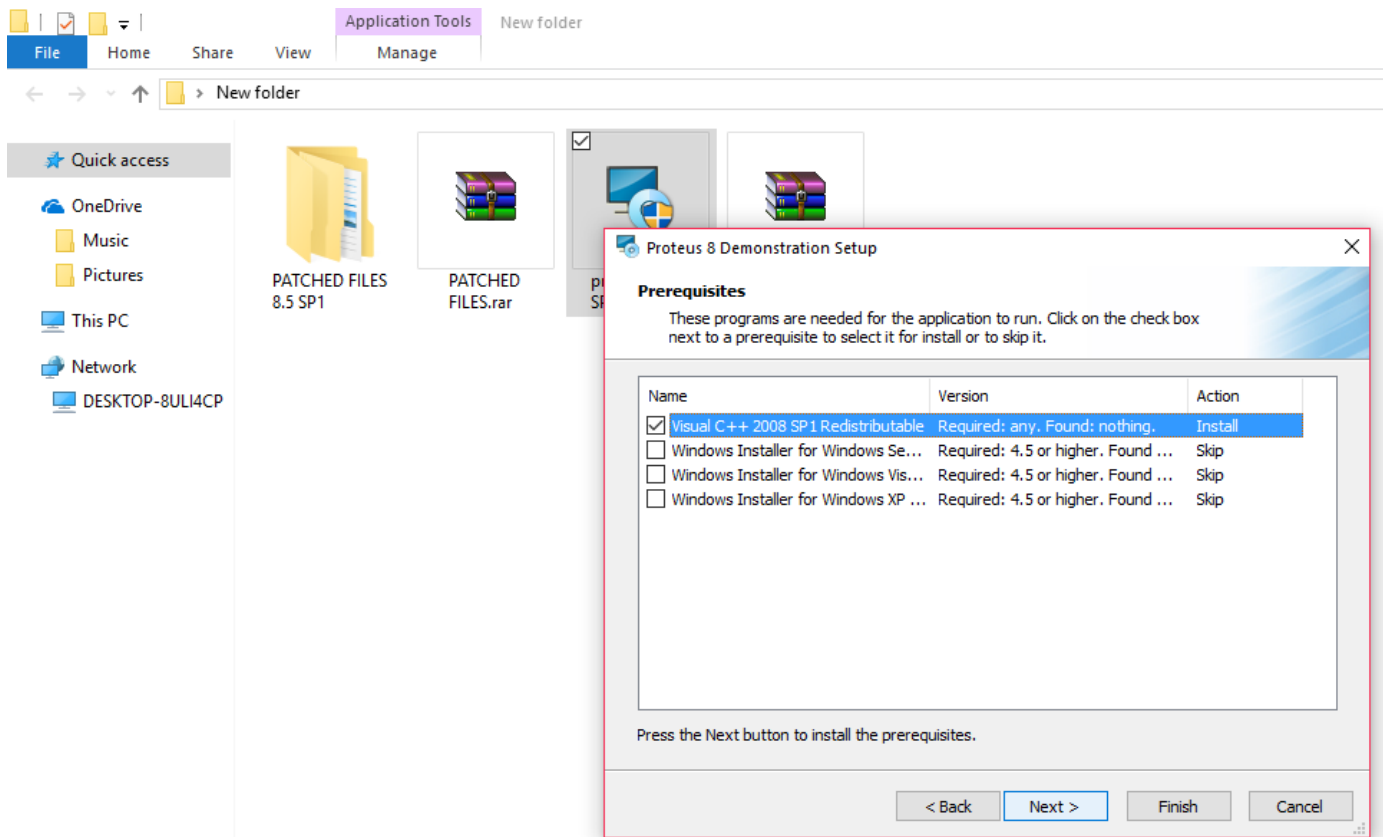 Application Tools New folder
File Home Share View Manage
New folder
Quick access
OneDrive
Music
Pictures
This PC
Network
DESKTOP-8ULI4CP
PATCHED FILES
8.5 SP1
PATCHED
FILES.rar
Proteus 8 Demonstration Setup
Prerequisites
These programs are needed for the application to run. Click on the check box
next to a prerequisite to select it for install or to skip it.
Name Version Action
Visual C++ 2008 SP1 Redistributable Required: any. Found: nothing. Install
Windows Installer for Windows Se... Required: 4.5 or higher. Found ... Skip
Windows Installer for Windows Vis... Required: 4.5 or higher. Found ... Skip
Windows Installer for Windows XP ... Required: 4.5 or higher. Found ... Skip
Press the Next button to install the prerequisites.
< Back Next > Finish Cancel